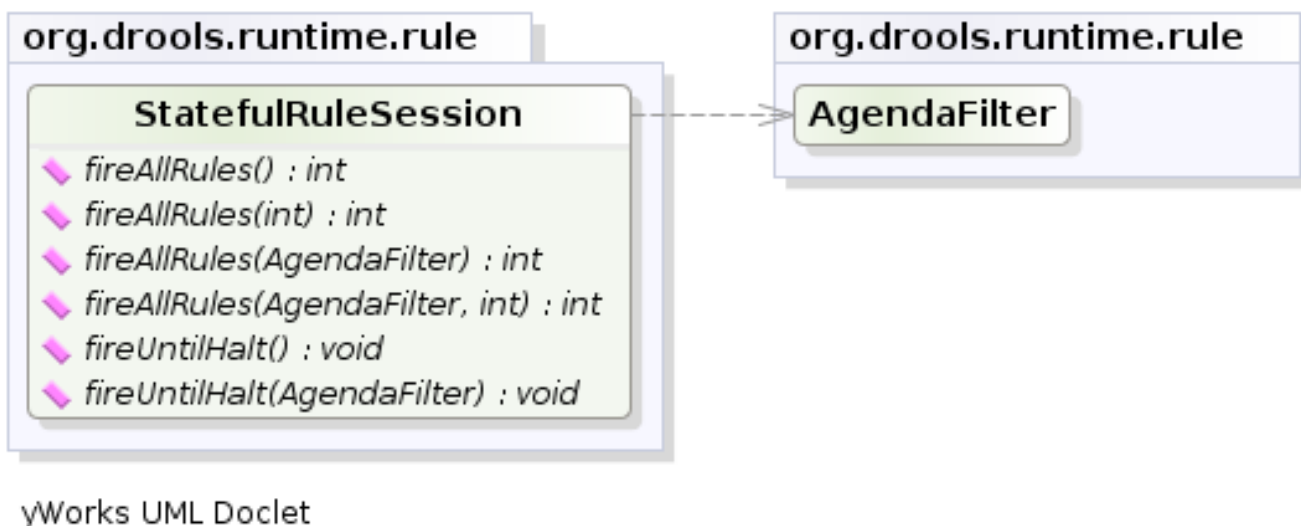 org.drools.runtime.rule
StatefulRuleSession
fireAllRules() : int
fireAllRules(int) : int
fireAllRules(AgendaFilter) : int
fireAllRules(AgendaFilter, int) : int
fireUntilHalt() : void
fireUntilHalt(AgendaFilter) : void
org.drools.runtime.rule
AgendaFilter
yWorks UML Doclet